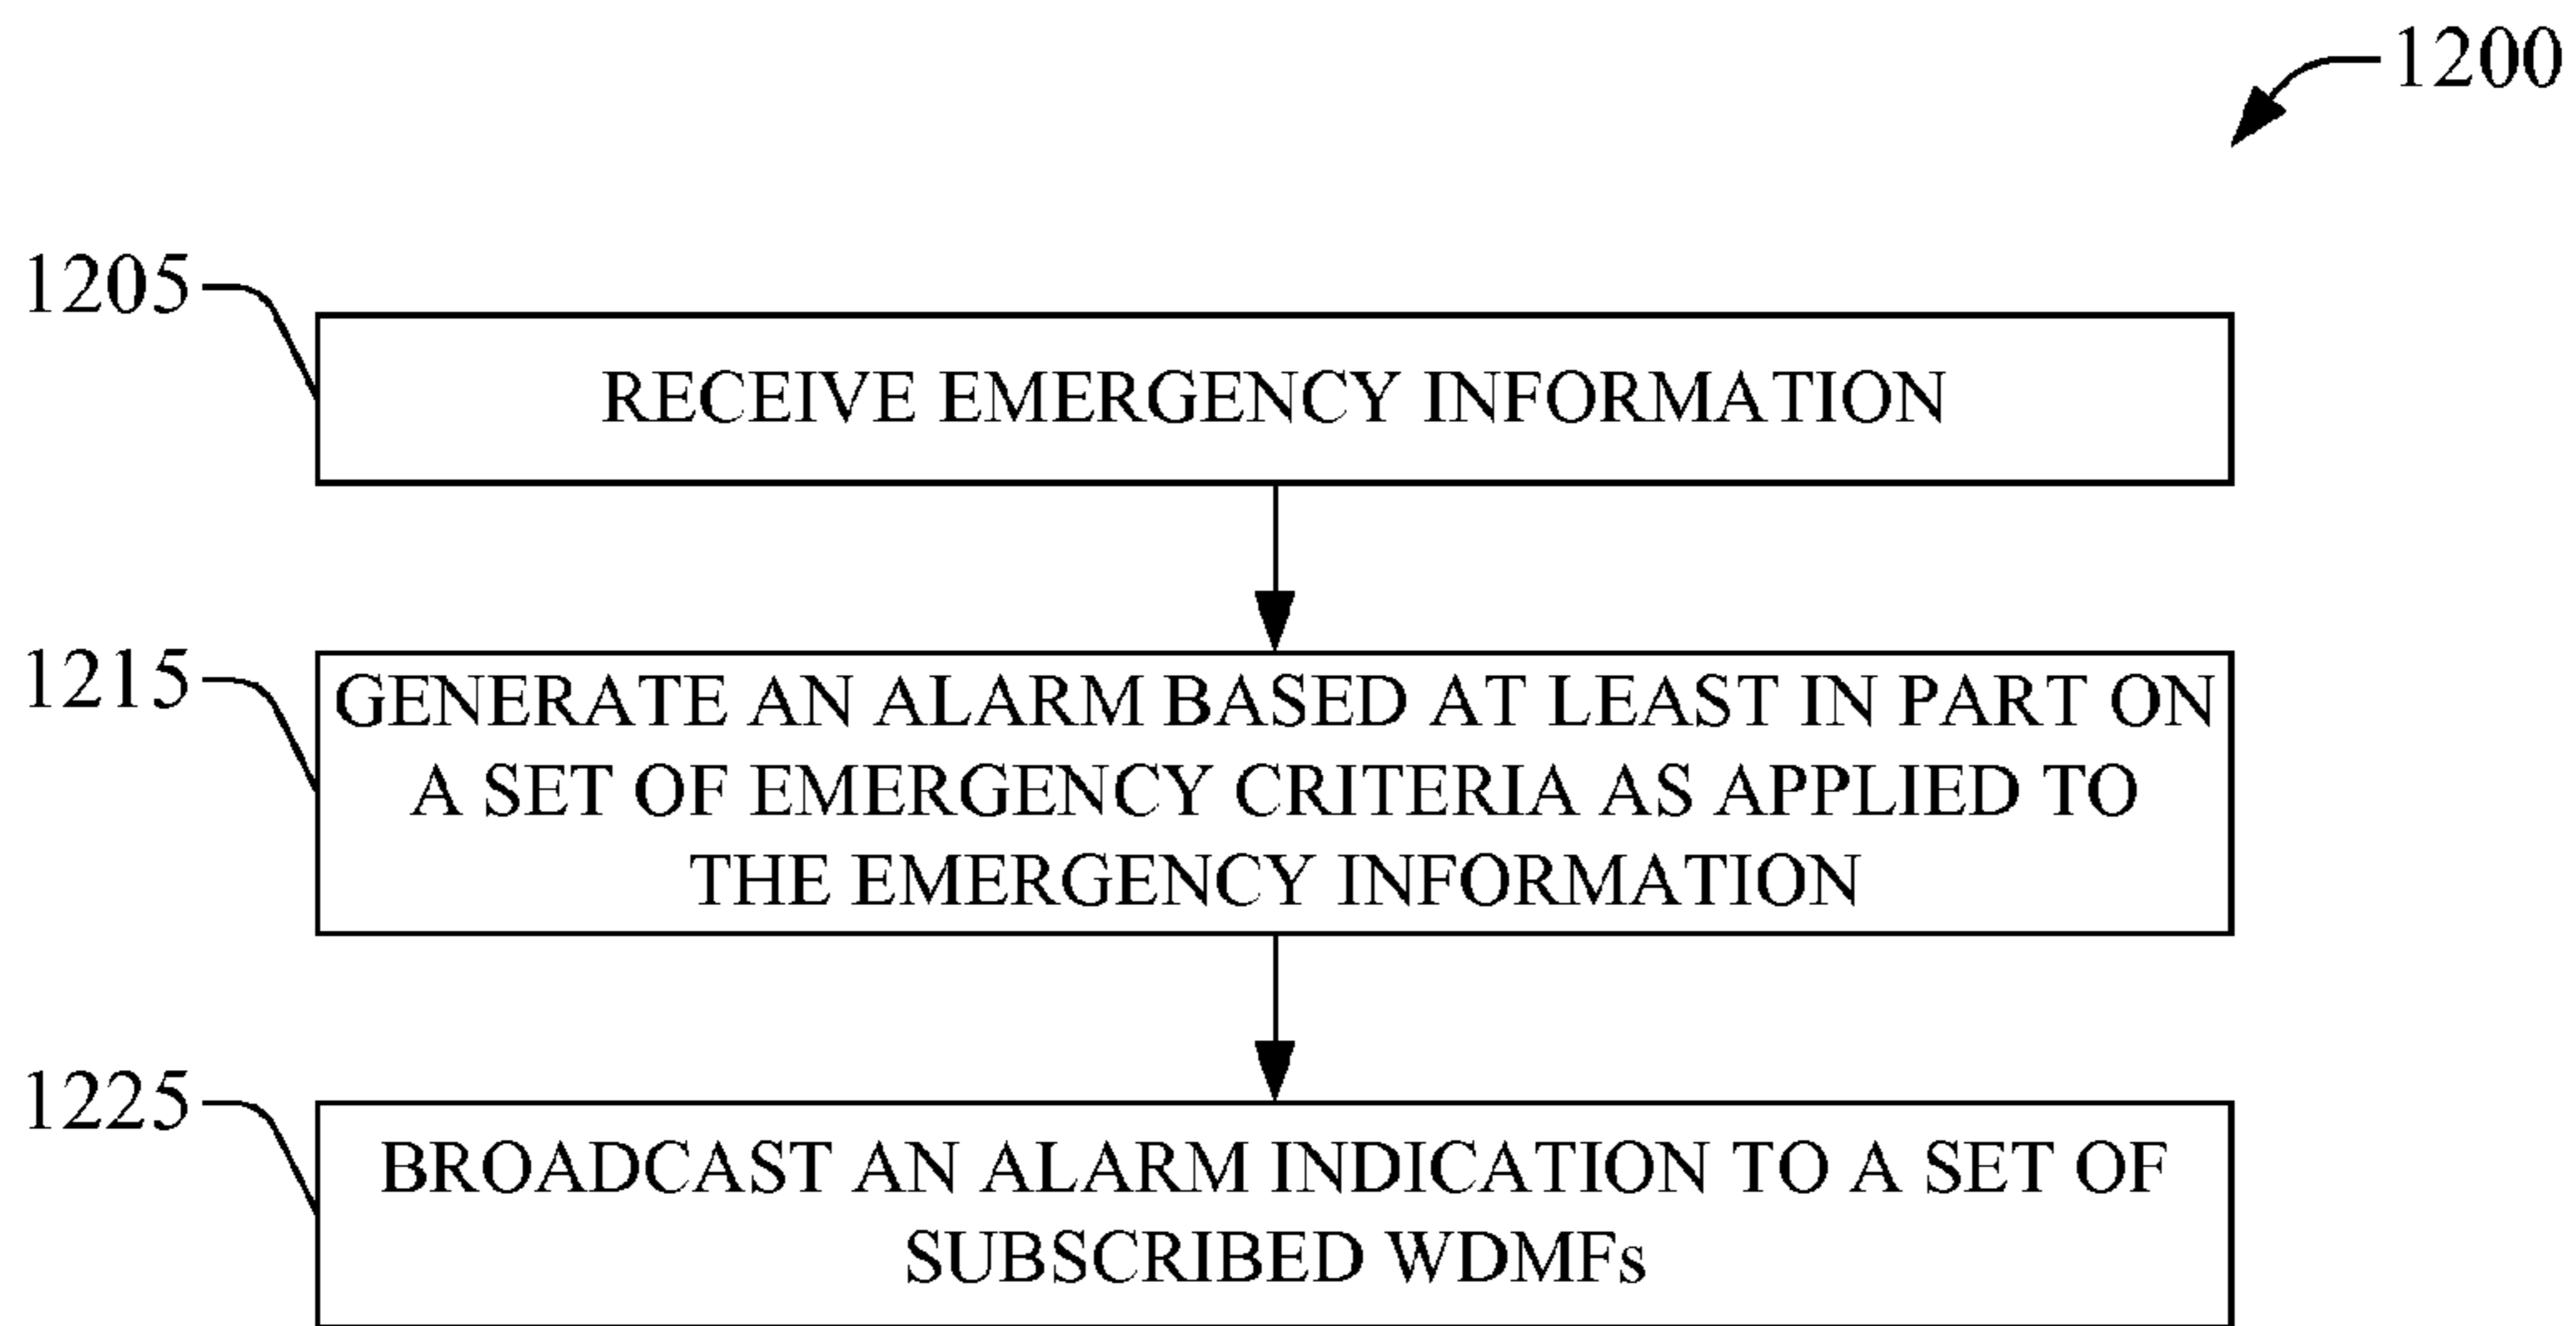 1200
1205
RECEIVE EMERGENCY INFORMATION
1215
GENERATE AN ALARM BASED AT LEAST IN PART ON
A SET OF EMERGENCY CRITERIA AS APPLIED TO
THE EMERGENCY INFORMATION
1225
BROADCAST AN ALARM INDICATION TO A SET OF
SUBSCRIBED WDMFs